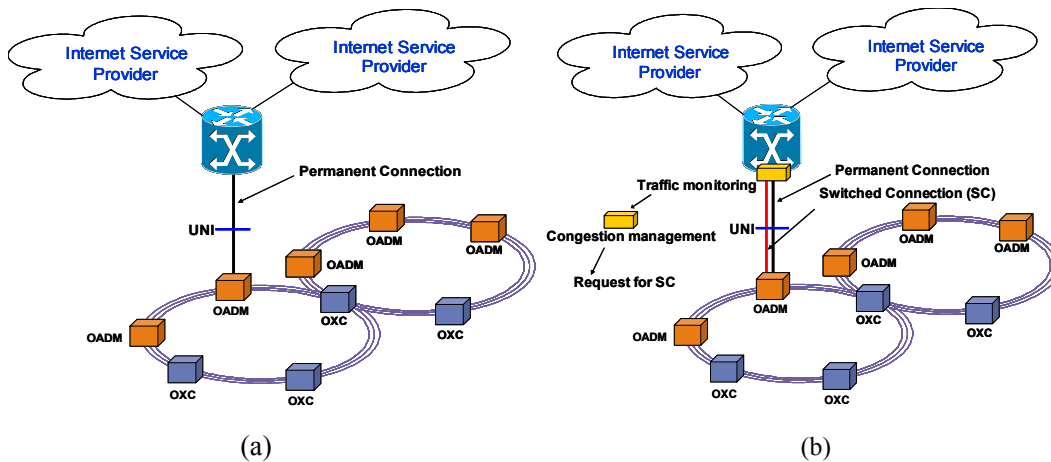 Internet Service
Provider
Internet Service
Provider
Permanent Connection
UNI
OADM
OADM
OADM
OADM
OXC
OXC
OADM
OXC
OXC
(a)
Internet Service
Provider
Internet Service
Provider
Traffic monitoring
Permanent Connection
Switched Connection (SC)
Congestion management
UNI
Request for SC
OADM
OADM
OADM
OADM
OXC
OXC
OADM
OXC
OXC
(b)